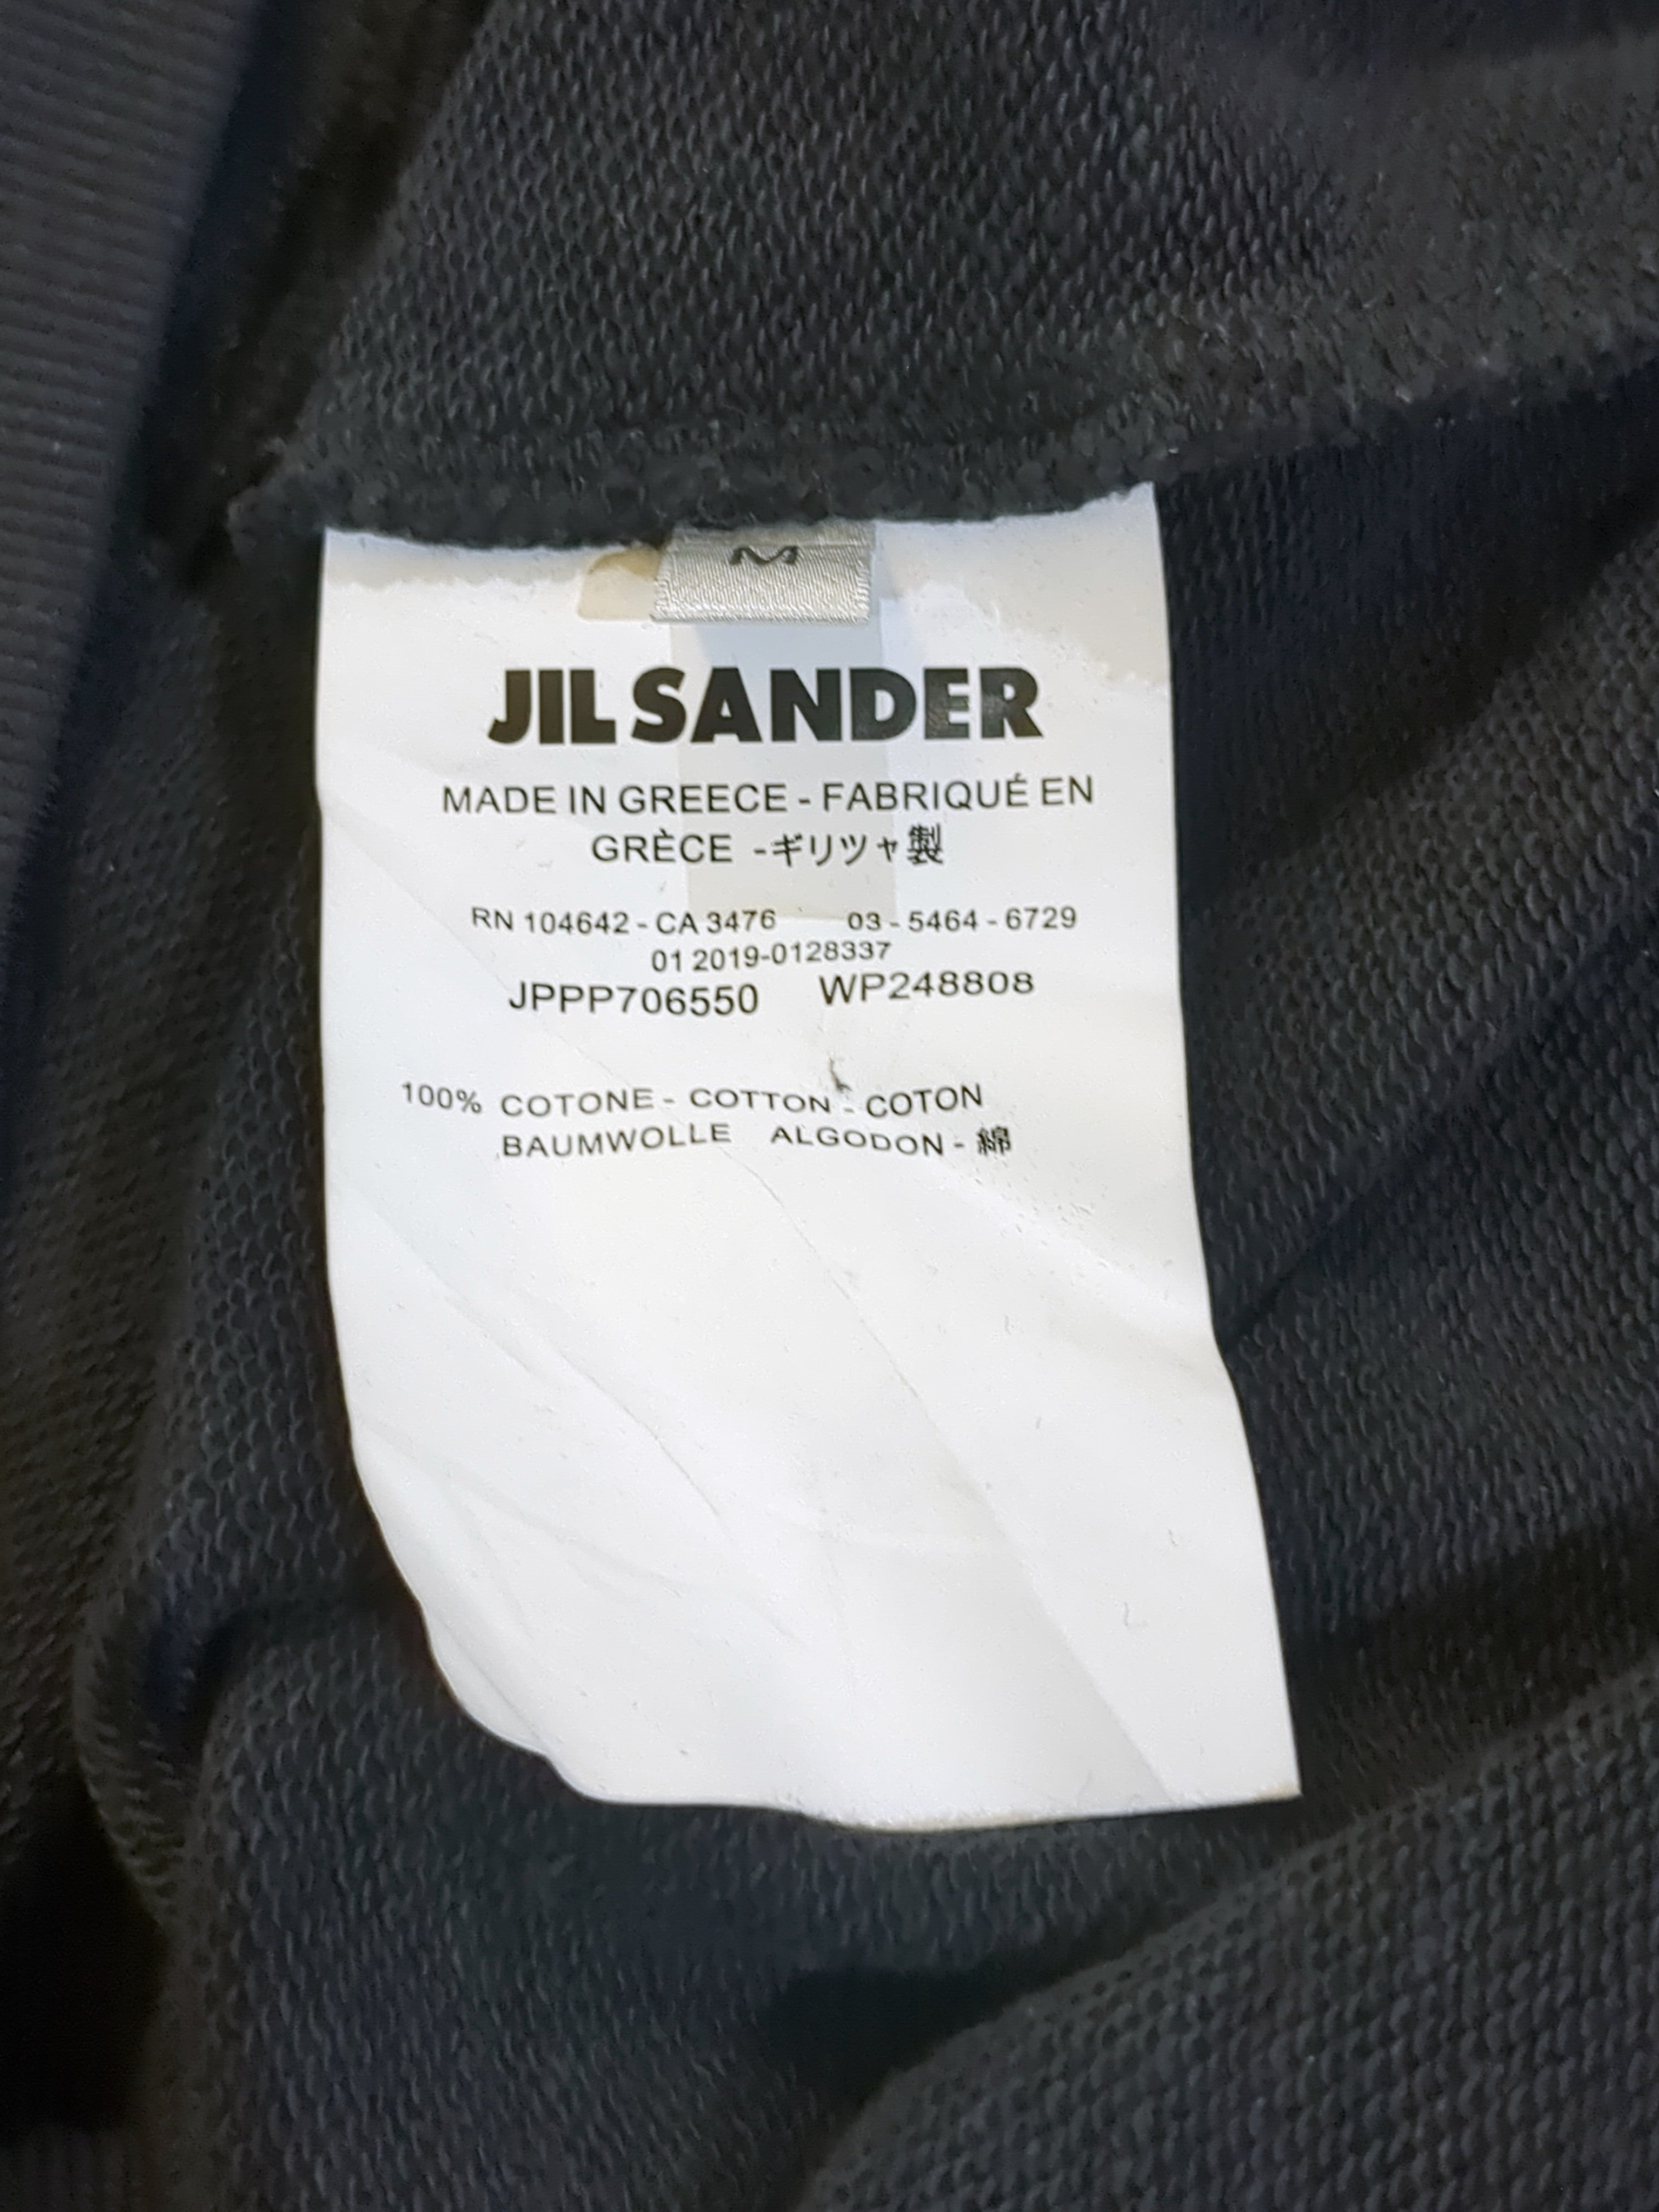 M
JIL SANDER
MADE IN GREECE - FABRIQUÉ EN
GRÈCE -ギリツャ製
RN 104642 - CA 3476 03 - 5464 - 6729
01 2019-0128337
JPPP706550 WP248808
100% COTONE - COTTON - COTON
BAUMWOLLE ALGODON - 綿